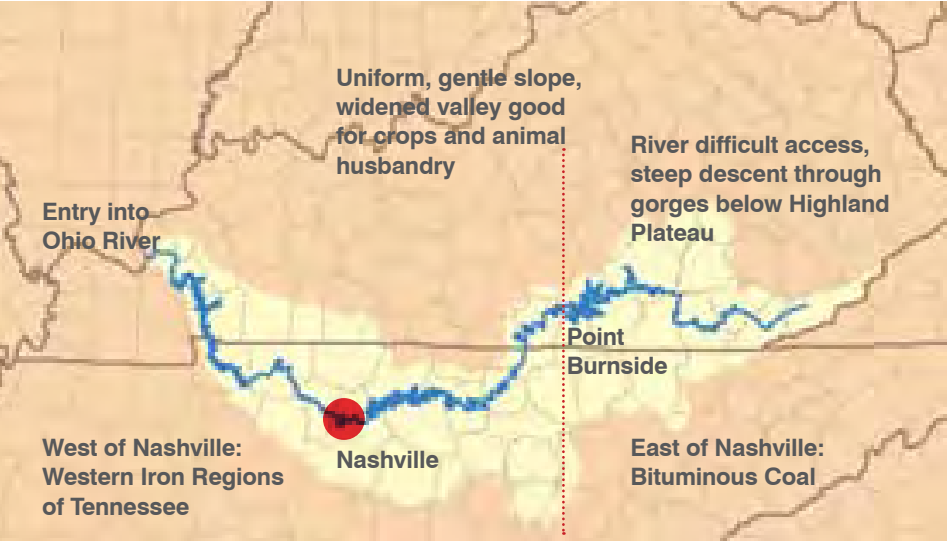 Uniform, gentle slope,
widened valley good
for crops and animal
husbandry
River difficult access,
steep descent through
gorges below Highland
Plateau
Entry into
Ohio River
Point
Burnside
West of Nashville:
Western Iron Regions
of Tennessee
Nashville
East of Nashville:
Bituminous Coal